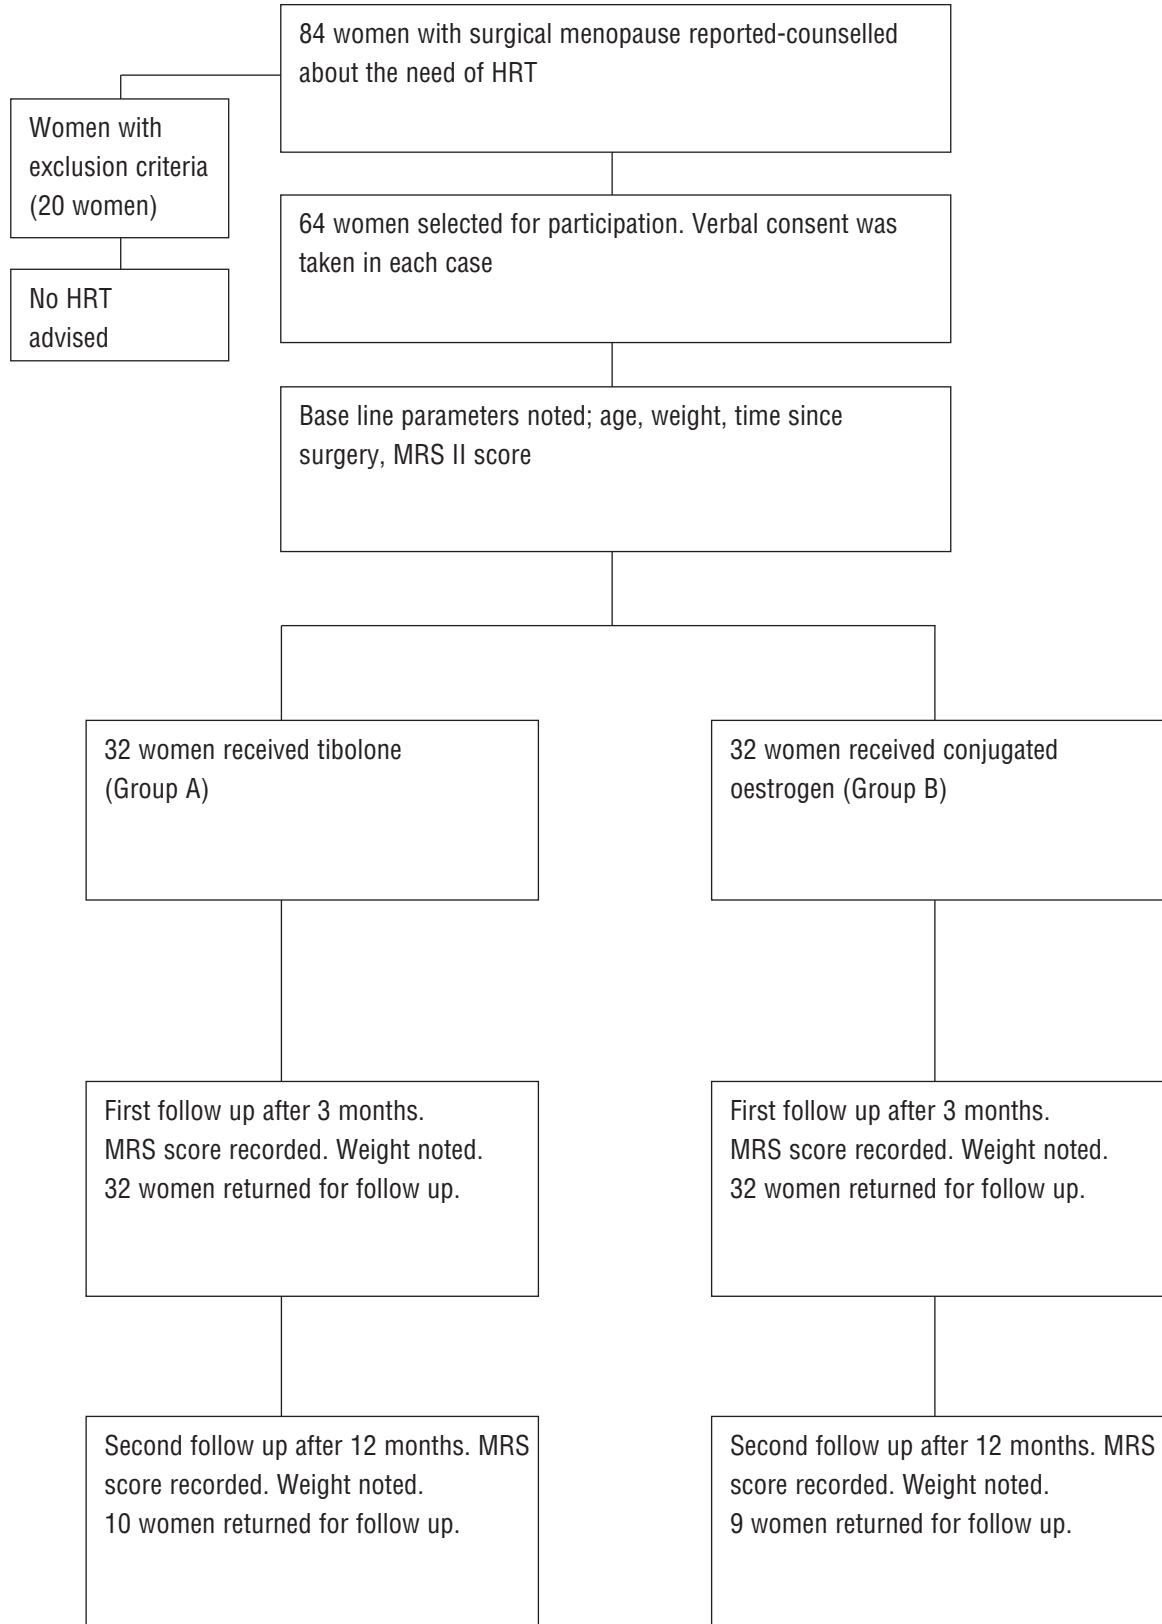 84 women with surgical menopause reported-counselled
about the need of HRT
Women with
exclusion criteria
(20 women)
No HRT
advised
64 women selected for participation. Verbal consent was
taken in each case
Base line parameters noted; age, weight, time since
surgery, MRS II score
32 women received tibolone
(Group A)
32 women received conjugated
oestrogen (Group B)
First follow up after 3 months.
MRS score recorded. Weight noted.
32 women returned for follow up.
First follow up after 3 months.
MRS score recorded. Weight noted.
32 women returned for follow up.
Second follow up after 12 months. MRS
score recorded. Weight noted.
10 women returned for follow up.
Second follow up after 12 months. MRS
score recorded. Weight noted.
9 women returned for follow up.